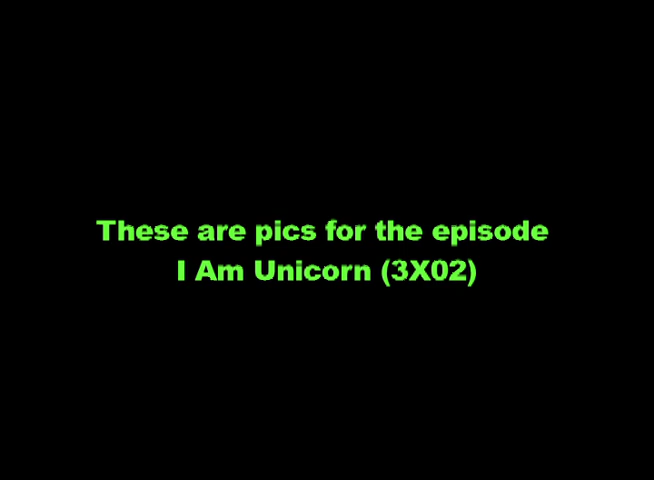 These are pics for the episode
I Am Unicorn (3X02)